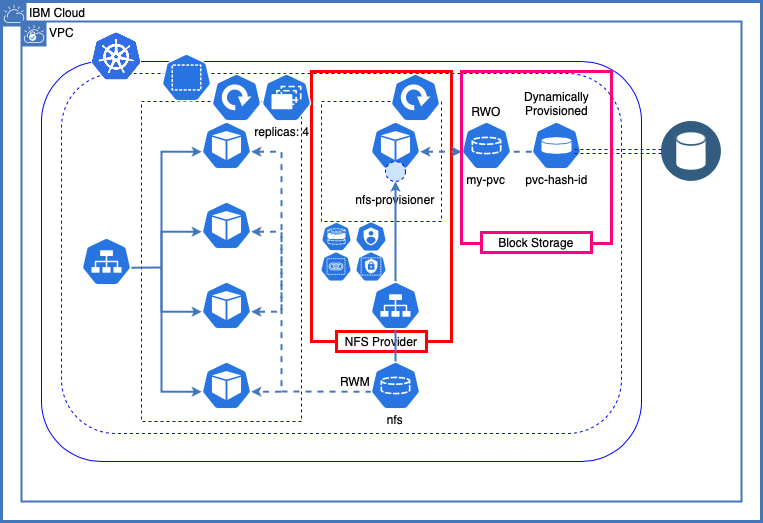 IBM Cloud
VPC
replicas: 4
Dynamically
Provisioned
RWO
my-pvc
pvc-hash-id
nfs-provisioner
Block Storage
NFS Provider
RWM
nfs